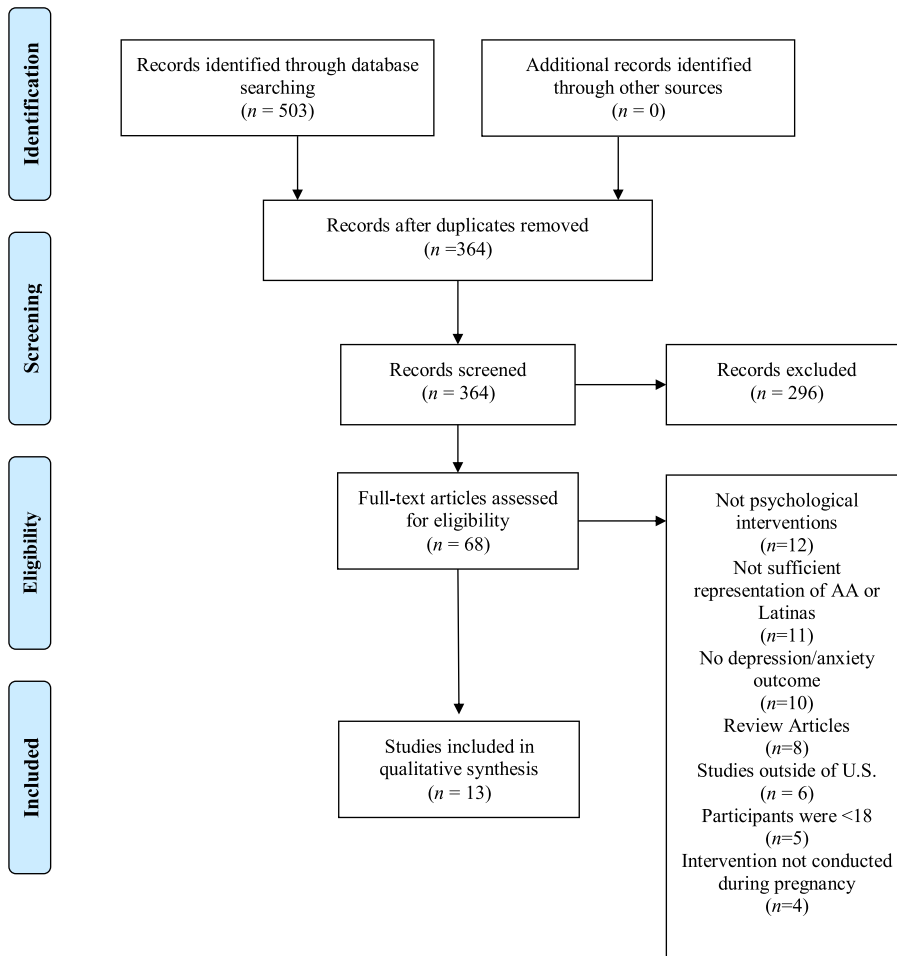 Identification
Records identified through database
searching
(n = 503)
Additional records identified
through other sources
(n = 0)
Records after duplicates removed
(n =364)
Screening
Records screened
(n = 364)
Records excluded
(n = 296)
Eligibility
Full-text articles assessed
for eligibility
(n = 68)
Not psychological
interventions
(n=12)
Not sufficient
representation of AA or
Latinas
(n=11)
No depression/anxiety
outcome
(n=10)
Review Articles
(n=8)
Studies outside of U.S.
(n = 6)
Participants were <18
(n=5)
Intervention not conducted
during pregnancy
(n=4)
Included
Studies included in
qualitative synthesis
(n = 13)